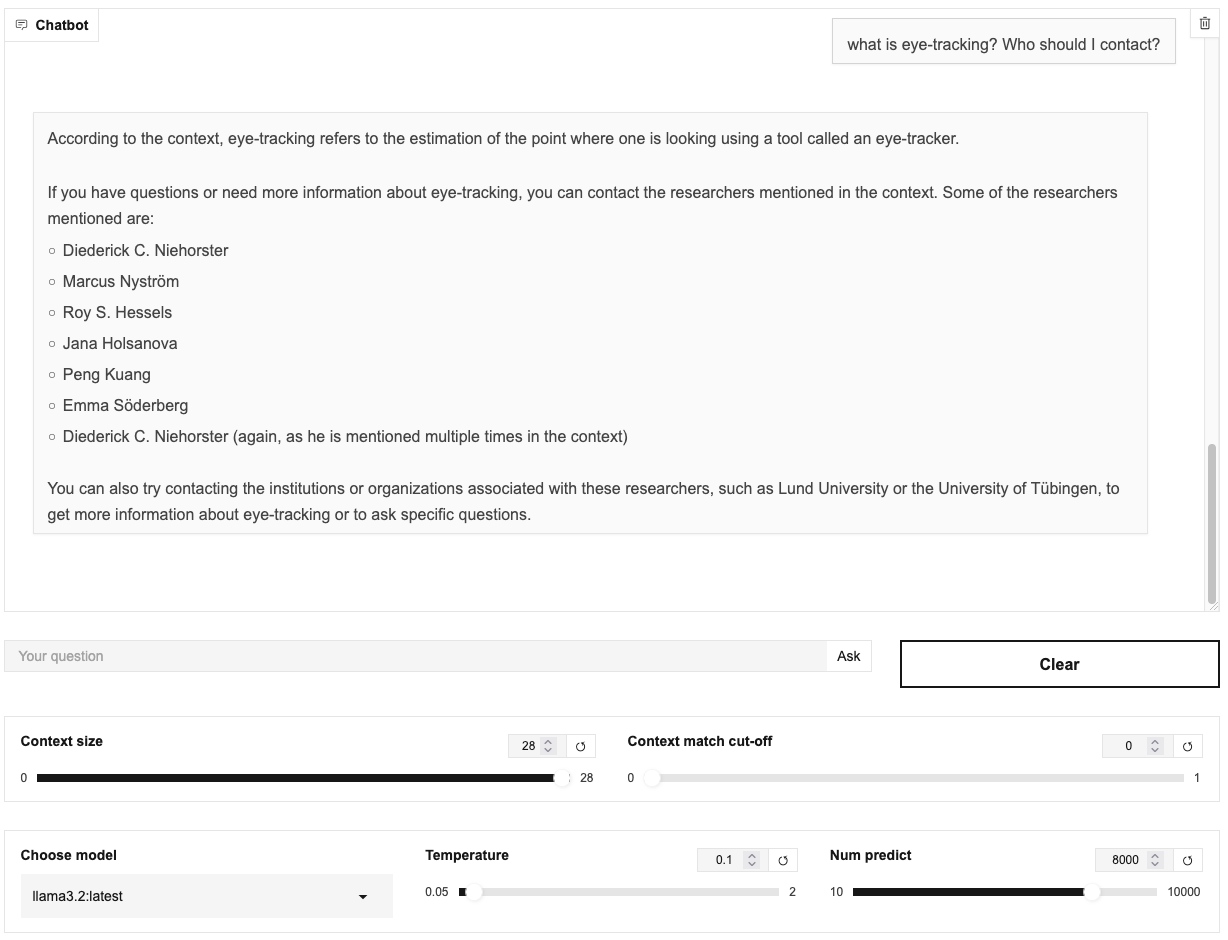 Chatbot
what is eye-tracking? Who should I contact?
According to the context, eye-tracking refers to the estimation of the point where one is looking using a tool called an eye-tracker.
If you have questions or need more information about eye-tracking, you can contact the researchers mentioned in the context. Some of the researchers
mentioned are:
Diederick C. Niehorster
Marcus Nyström
Roy S. Hessels
Jana Holsanova
Peng Kuang
Emma Söderberg
Diederick C. Niehorster (again, as he is mentioned multiple times in the context)
You can also try contacting the institutions or organizations associated with these researchers, such as Lund University or the University of Tübingen, to
get more information about eye-tracking or to ask specific questions.
Your question
Ask
Clear
Context size
28
0
28
Context match cut-off
0
0
1
Choose model
llama3.2:latest
Temperature
0.1
0.05
2
Num predict
8000
10
10000